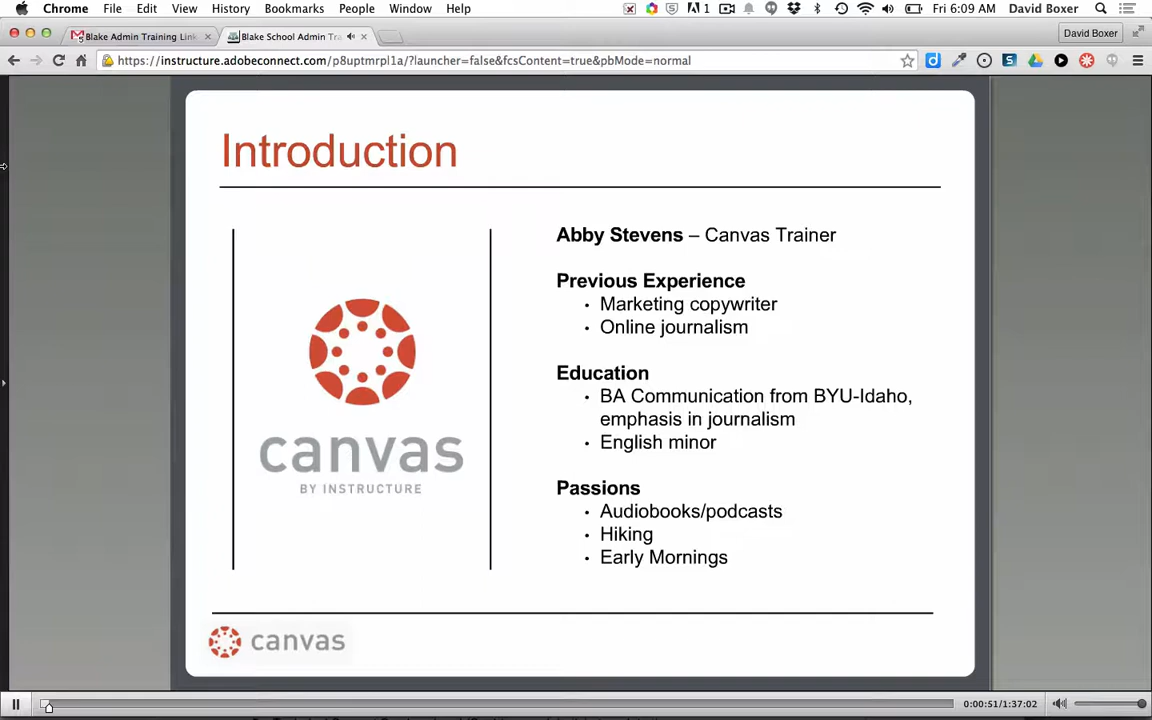 Chrome File Edit View History Bookmarks People Window Help 1 Fri 6:09 AM David Boxer
Blake Admin Training Link Blake School Admin Tra David Boxer
https://instructure.adobeconnect.com/p8uptmrpl1a/?launcher=false&fcsContent=true&pbMode=normal
Introduction
Abby Stevens – Canvas Trainer
Previous Experience
• Marketing copywriter
• Online journalism
Education
• BA Communication from BYU-Idaho,
emphasis in journalism
• English minor
Passions
• Audiobooks/podcasts
• Hiking
• Early Mornings
canvas
BY INSTRUCTURE
canvas
0:00:51/1:37:02